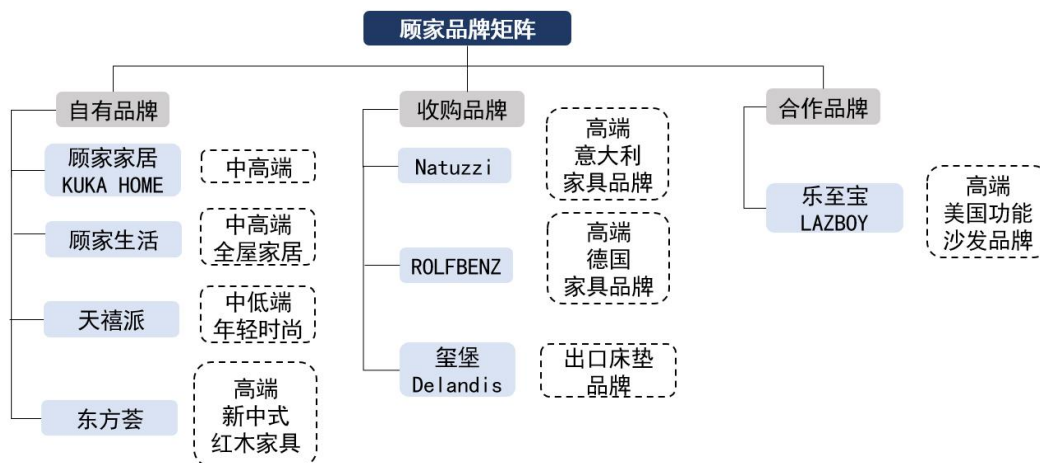 顾家品牌矩阵
自有品牌
顾家家居
KUKA HOME
中高端
顾家生活
中高端
全屋家居
天禧派
中低端
年轻时尚
东方荟
高端
新中式
红木家具
收购品牌
Natuzzi
高端
意大利
家具品牌
ROLFBENZ
高端
德国
家具品牌
玺堡
Delandis
出口床垫
品牌
合作品牌
乐至宝
LAZBOY
高端
美国功能
沙发品牌